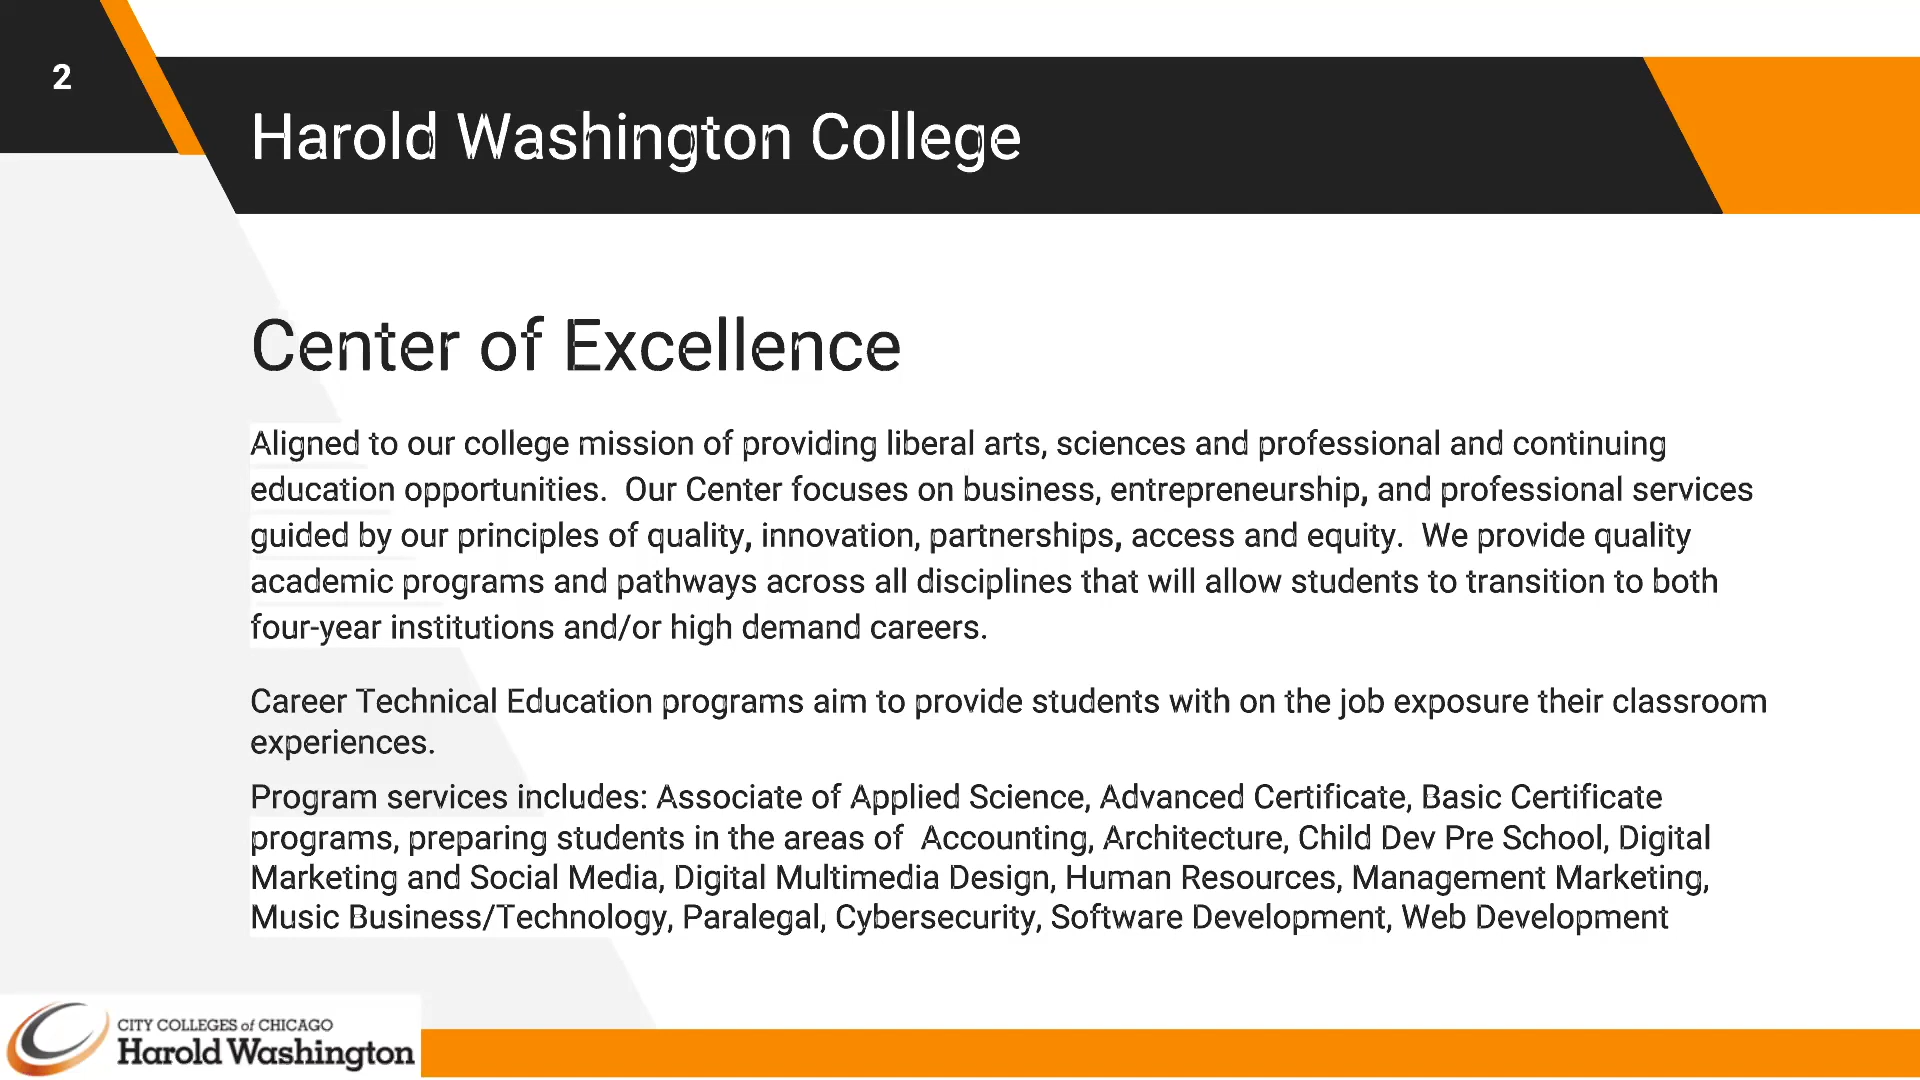 2
Harold Washington College
Center of Excellence
Aligned to our college mission of providing liberal arts, sciences and professional and continuing
education opportunities.  Our Center focuses on business, entrepreneurship, and professional services
guided by our principles of quality, innovation, partnerships, access and equity.  We provide quality
academic programs and pathways across all disciplines that will allow students to transition to both
four-year institutions and/or high demand careers.
Career Technical Education programs aim to provide students with on the job exposure their classroom
experiences.
Program services includes: Associate of Applied Science, Advanced Certificate, Basic Certificate
programs, preparing students in the areas of  Accounting, Architecture, Child Dev Pre School, Digital
Marketing and Social Media, Digital Multimedia Design, Human Resources, Management Marketing,
Music Business/Technology, Paralegal, Cybersecurity, Software Development, Web Development
CITY COLLEGES of CHICAGO
Harold Washington